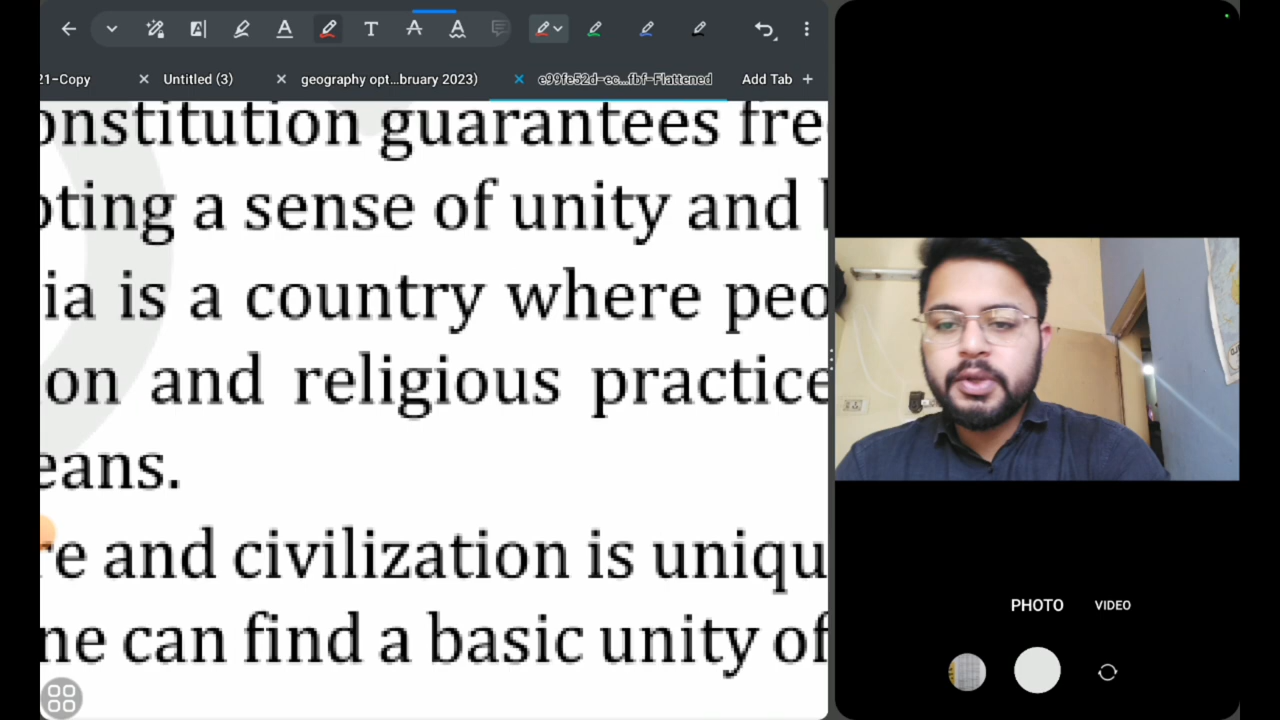 21-Copy
Untitled (3)
geography opt...bruary 2023)
e99fe52d-ec...fbf-Flattened
Add Tab +
onstitution guarantees fre
oting a sense of unity and
ia is a country where peo
on and religious practice
eans.
re and civilization is uniqu
ne can find a basic unity of
PHOTO
VIDEO